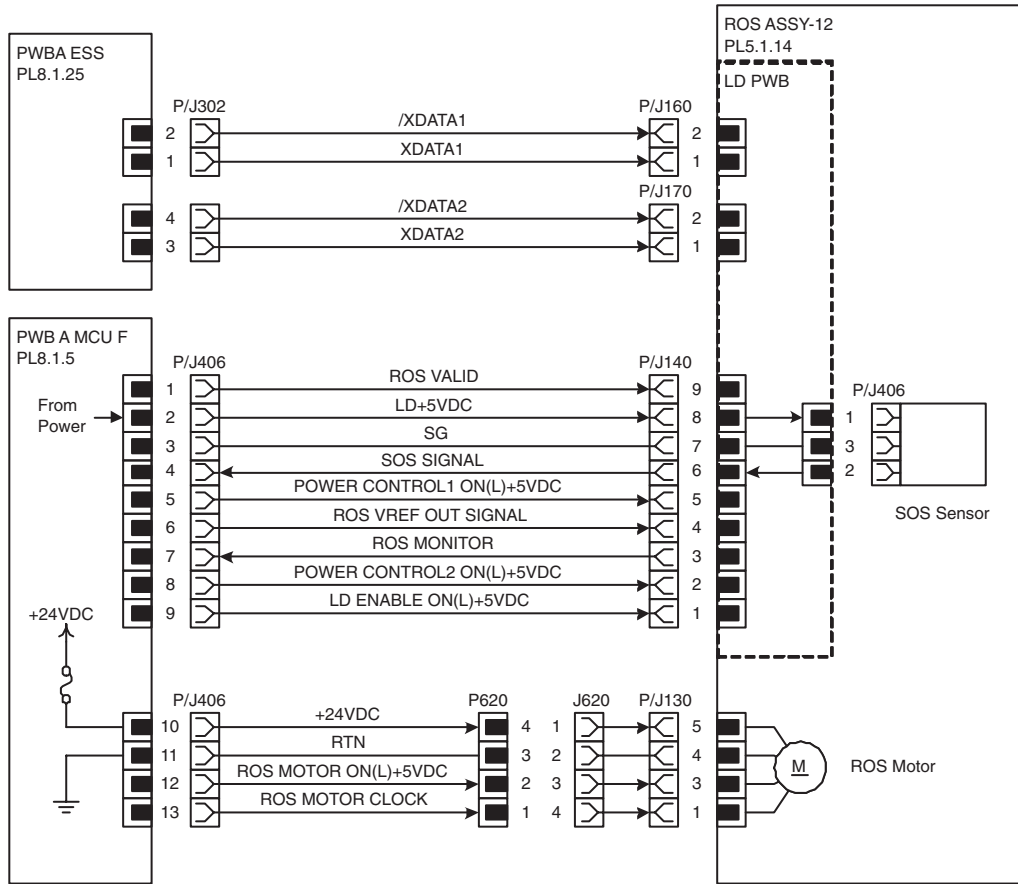 ROS ASSY-12
PL5.1.14
PWBA ESS
PL8.1.25
LD PWB
P/J302
P/J160
2 /XDATA1 2
1 XDATA1 1
P/J170
4 /XDATA2 2
3 XDATA2 1
PWB A MCU F
PL8.1.5
P/J406
P/J140
P/J406
From
Power
1 ROS VALID 9
2 LD+5VDC 8 1
3 SG 7 3
4 SOS SIGNAL 6 2
5 POWER CONTROL1 ON(L)+5VDC 5
SOS Sensor
6 ROS VREF OUT SIGNAL 4
7 ROS MONITOR 3
8 POWER CONTROL2 ON(L)+5VDC 2
9 LD ENABLE ON(L)+5VDC 1
+24VDC
P/J406 P620 J620 P/J130
10 +24VDC 4 1 5
11 RTN 3 2 4
12 ROS MOTOR ON(L)+5VDC 2 3 3
13 ROS MOTOR CLOCK 1 4 1
M
ROS Motor